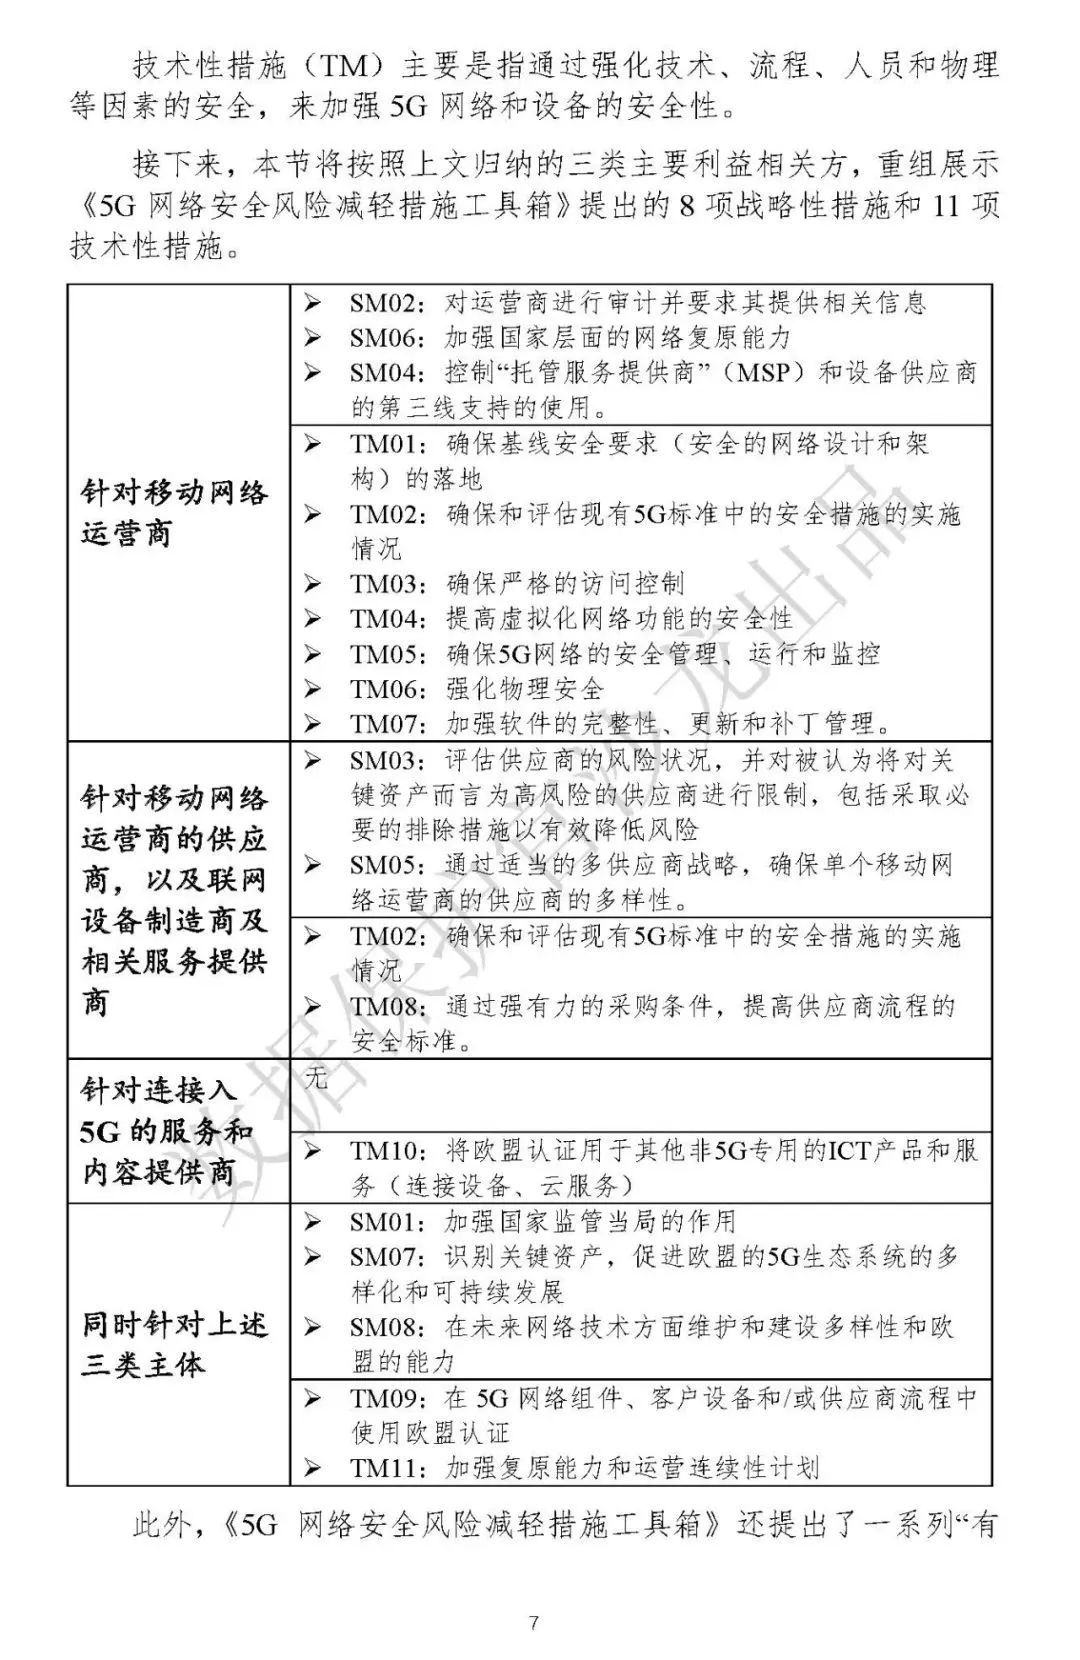 技术性措施（TM）主要是指通过强化技术、流程、人员和物理
等因素的安全，来加强 5G 网络和设备的安全性。
接下来，本节将按照上文归纳的三类主要利益相关方，重组展示
《5G 网络安全风险减轻措施工具箱》提出的 8 项战略性措施和 11 项
技术性措施。
针对移动网络
运营商
➢ SM02：对运营商进行审计并要求其提供相关信息
➢ SM06：加强国家层面的网络复原能力
➢ SM04：控制“托管服务提供商”（MSP）和设备供应商
的第三线支持的使用。
➢ TM01：确保基线安全要求（安全的网络设计和架
构）的落地
➢ TM02：确保和评估现有5G标准中的安全措施的实施
情况
➢ TM03：确保严格的访问控制
➢ TM04：提高虚拟化网络功能的安全性
➢ TM05：确保5G网络的安全管理、运行和监控
➢ TM06：强化物理安全
➢ TM07：加强软件的完整性、更新和补丁管理。
针对移动网络
运营商的供应
商，以及联网
设备制造商及
相关服务提供
商
➢ SM03：评估供应商的风险状况，并对被认为将对关
键资产而言为高风险的供应商进行限制，包括采取必
要的排除措施以有效降低风险
➢ SM05：通过适当的多供应商战略，确保单个移动网
络运营商的供应商的多样性。
➢ TM02：确保和评估现有5G标准中的安全措施的实施
情况
➢ TM08：通过强有力的采购条件，提高供应商流程的
安全标准。
针对连接入
5G 的服务和
内容提供商
无
➢ TM10：将欧盟认证用于其他非5G专用的ICT产品和服
务（连接设备、云服务）
同时针对上述
三类主体
➢ SM01：加强国家监管当局的作用
➢ SM07：识别关键资产，促进欧盟的5G生态系统的多
样化和可持续发展
➢ SM08：在未来网络技术方面维护和建设多样性和欧
盟的能力
➢ TM09：在 5G 网络组件、客户设备和/或供应商流程中
使用欧盟认证
➢ TM11：加强复原能力和运营连续性计划
此外，《5G 网络安全风险减轻措施工具箱》还提出了一系列“有
7
数据保护官沙龙出品